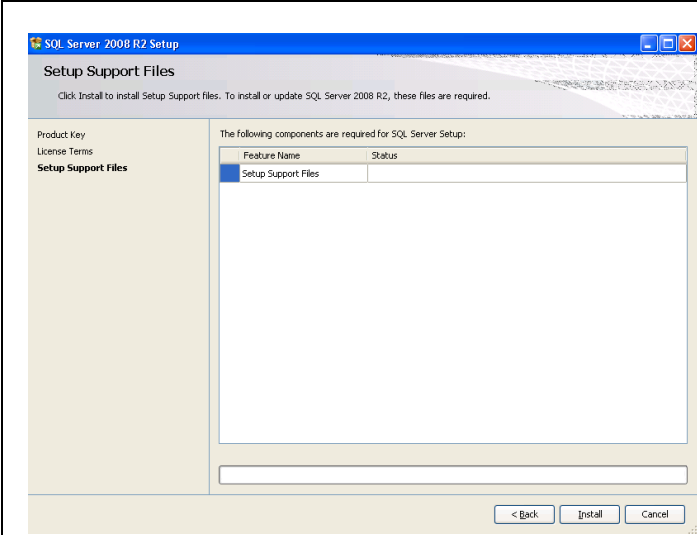 SQL Server 2008 R2 Setup
Setup Support Files
Click Install to install Setup Support files. To install or update SQL Server 2008 R2, these files are required.
Product Key
License Terms
Setup Support Files
The following components are required for SQL Server Setup:
Feature Name Status
Setup Support Files
< Back Install Cancel